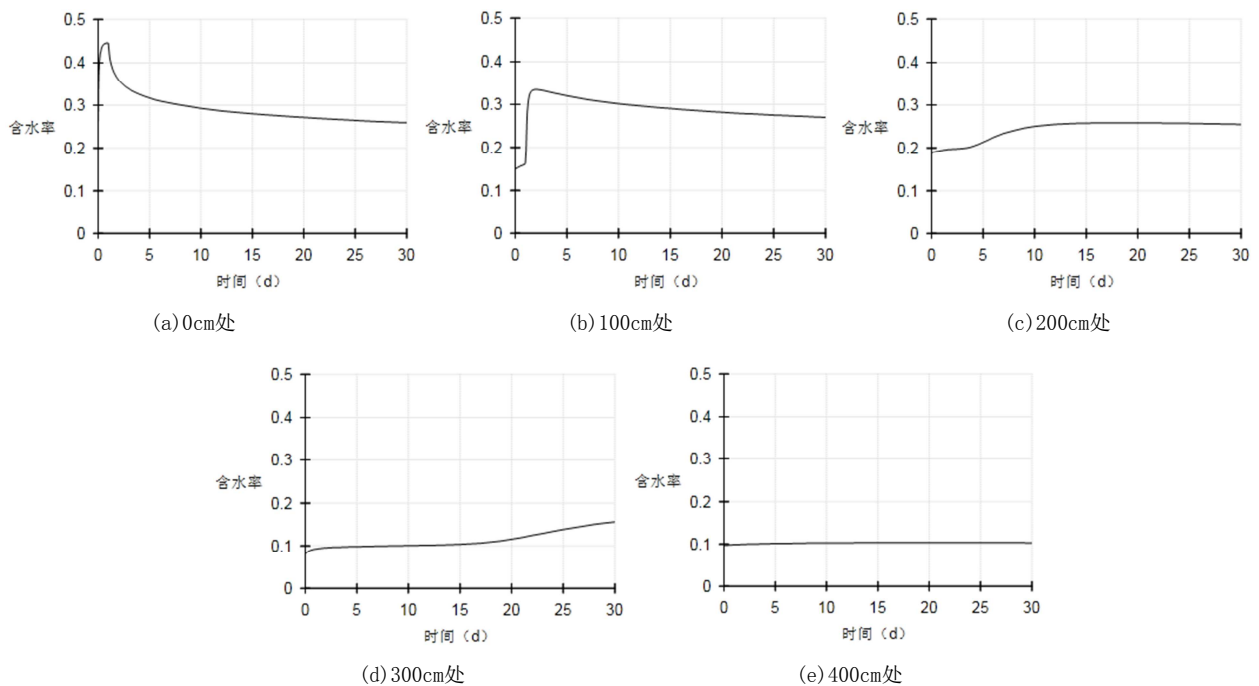 0.5 0.5 0.5
0.4 0.4 0.4
0.3 0.3 0.3
含水率 含水率 含水率
0.2 0.2 0.2
0.1 0.1 0.1
0 0 0
0 5 10 15 20 25 30 0 5 10 15 20 25 30 0 5 10 15 20 25 30
时间（d） 时间（d） 时间（d）
(a)0cm处 (b)100cm处 (c)200cm处
0.5 0.5
0.4 0.4
0.3 0.3
含水率 含水率
0.2 0.2
0.1 0.1
0 0
0 5 10 15 20 25 30 0 5 10 15 20 25 30
时间（d） 时间（d）
(d)300cm处 (e)400cm处